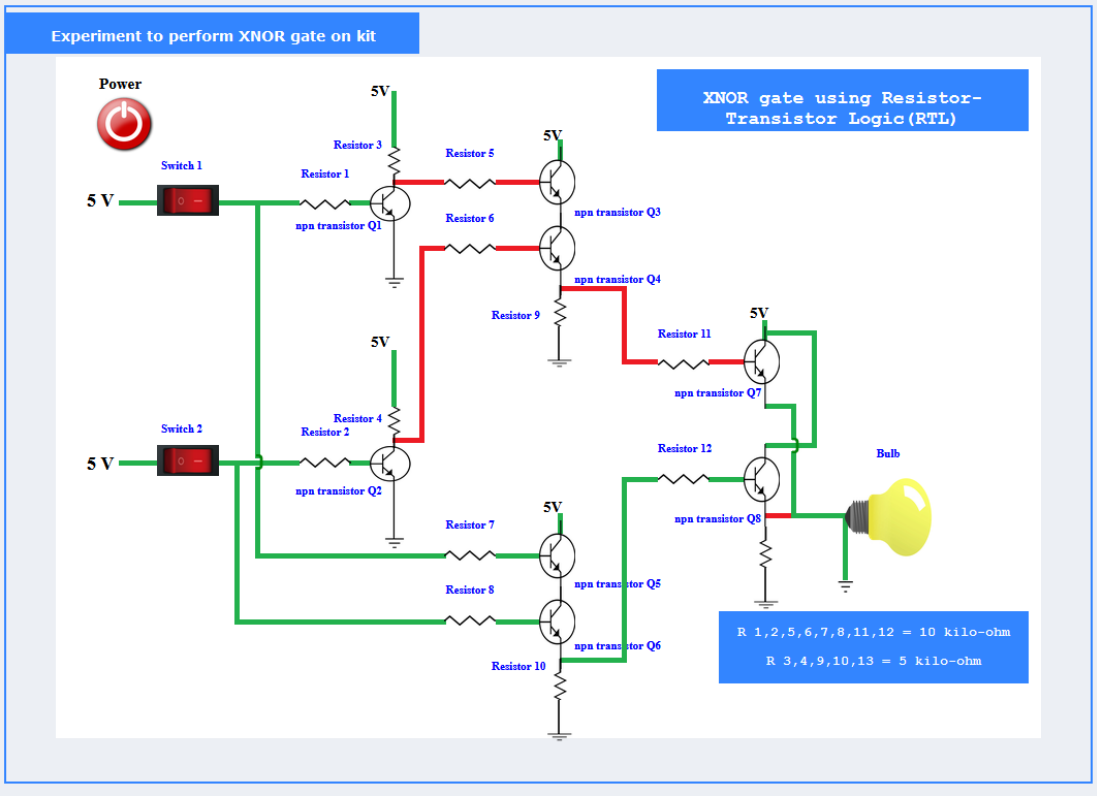 Experiment to perform XNOR gate on kit
Power
5V
XNOR gate using Resistor-
Transistor Logic(RTL)
Resistor 3
5V
Resistor 5
Switch 1
Resistor 1
5 V
0
npn transistor Q1
npn transistor Q3
Resistor 6
npn transistor Q4
Resistor 9
5V
5V
Resistor 11
npn transistor Q7
Resistor 4
Switch 2
Resistor 2
5 V
0
npn transistor Q2
Resistor 12
Bulb
5V
npn transistor Q8
Resistor 7
npn transistor Q5
Resistor 8
npn transistor Q6
Resistor 10
R 1,2,5,6,7,8,11,12 = 10 kilo-ohm
R 3,4,9,10,13 = 5 kilo-ohm